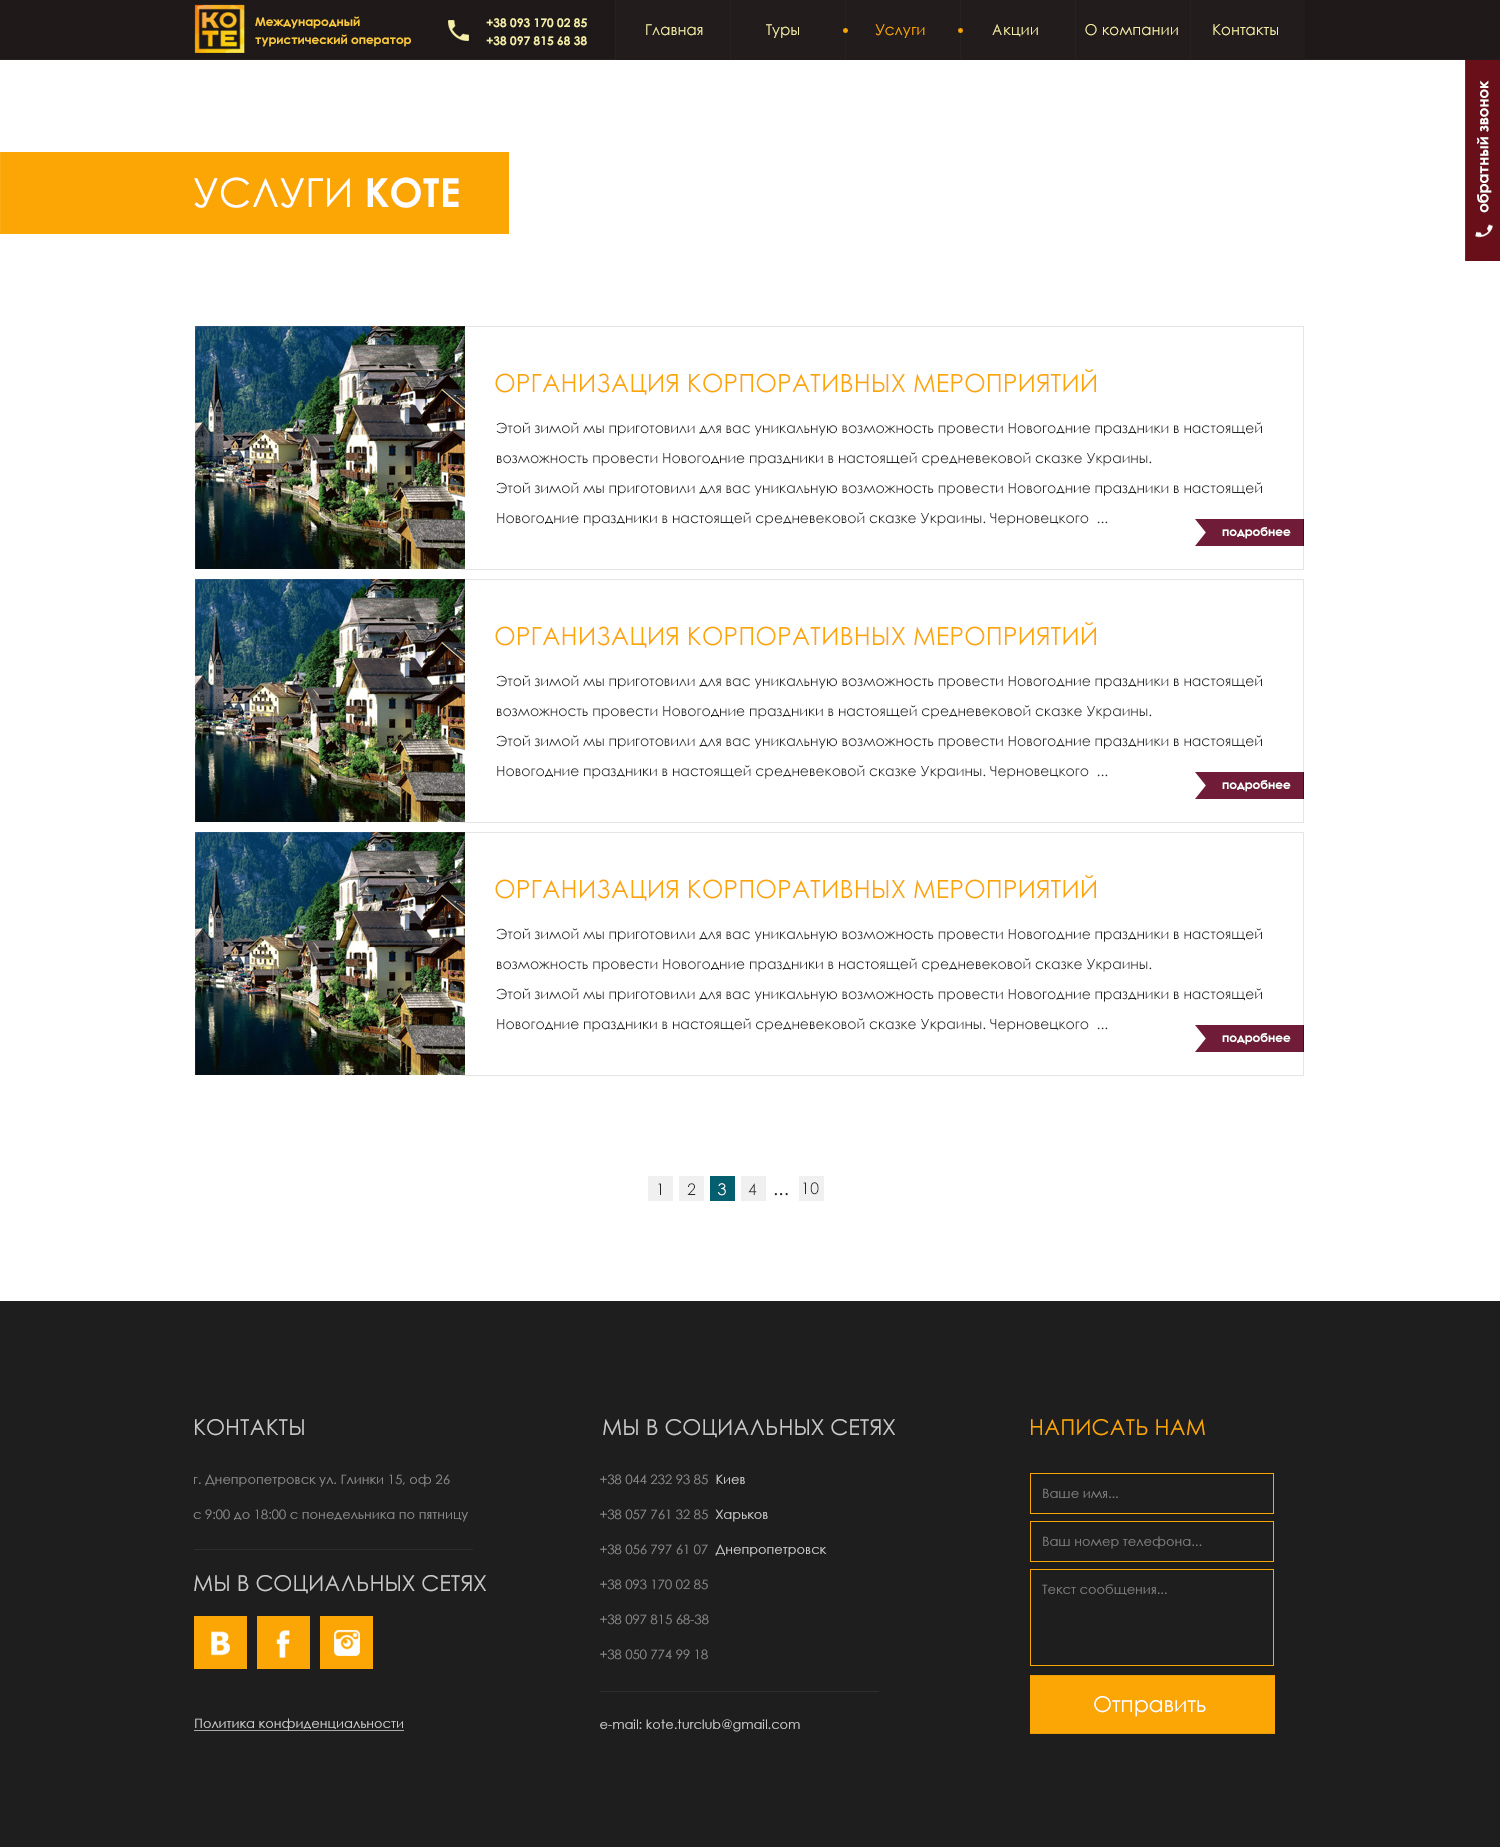 КОТЕ
Международный
туристический оператор
+38 093 170 02 85
+38 097 815 68 38
Главная
Туры
Услуги
Акции
О компании
Контакты
обратный звонок
УСЛУГИ КОТЕ
ОРГАНИЗАЦИЯ КОРПОРАТИВНЫХ МЕРОПРИЯТИЙ
Этой зимой мы приготовили для вас уникальную возможность провести Новогодние праздники в настоящей
возможность провести Новогодние праздники в настоящей средневековой сказке Украины.
Этой зимой мы приготовили для вас уникальную возможность провести Новогодние праздники в настоящей
Новогодние праздники в настоящей средневековой сказке Украины. Черновецкого ...
подробнее
ОРГАНИЗАЦИЯ КОРПОРАТИВНЫХ МЕРОПРИЯТИЙ
Этой зимой мы приготовили для вас уникальную возможность провести Новогодние праздники в настоящей
возможность провести Новогодние праздники в настоящей средневековой сказке Украины.
Этой зимой мы приготовили для вас уникальную возможность провести Новогодние праздники в настоящей
Новогодние праздники в настоящей средневековой сказке Украины. Черновецкого ...
подробнее
ОРГАНИЗАЦИЯ КОРПОРАТИВНЫХ МЕРОПРИЯТИЙ
Этой зимой мы приготовили для вас уникальную возможность провести Новогодние праздники в настоящей
возможность провести Новогодние праздники в настоящей средневековой сказке Украины.
Этой зимой мы приготовили для вас уникальную возможность провести Новогодние праздники в настоящей
Новогодние праздники в настоящей средневековой сказке Украины. Черновецкого ...
подробнее
1 2 3 4 ... 10
КОНТАКТЫ
г. Днепропетровск ул. Глинки 15, оф 26
с 9:00 до 18:00 с понедельника по пятницу
МЫ В СОЦИАЛЬНЫХ СЕТЯХ
В f
Политика конфиденциальности
МЫ В СОЦИАЛЬНЫХ СЕТЯХ
+38 044 232 93 85 Киев
+38 057 761 32 85 Харьков
+38 056 797 61 07 Днепропетровск
+38 093 170 02 85
+38 097 815 68-38
+38 050 774 99 18
e-mail: kote.turclub@gmail.com
НАПИСАТЬ НАМ
Ваше имя...
Ваш номер телефона...
Текст сообщения...
Отправить